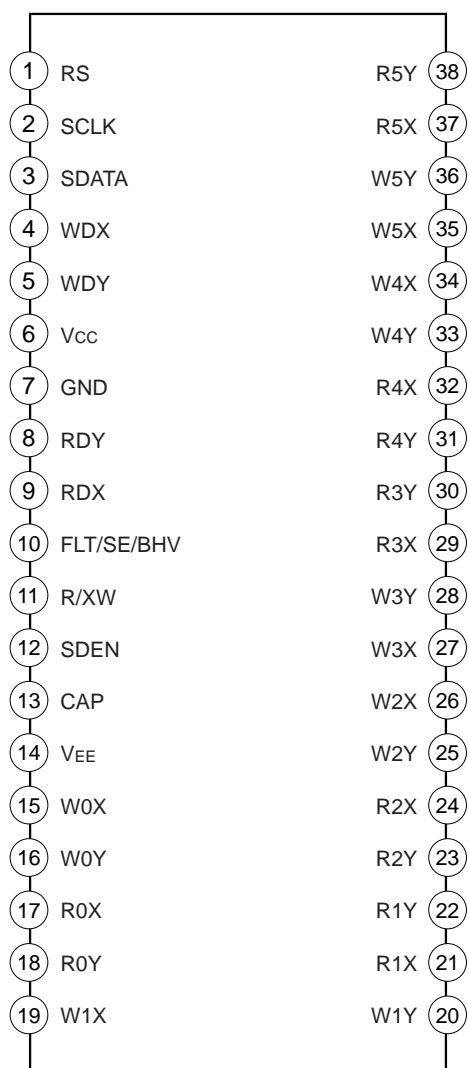 1 RS R5Y 38
2 SCLK R5X 37
3 SDATA W5Y 36
4 WDX W5X 35
5 WDY W4X 34
6 VCC W4Y 33
7 GND R4X 32
8 RDY R4Y 31
9 RDX R3Y 30
10 FLT/SE/BHV R3X 29
11 R/XW W3Y 28
12 SDEN W3X 27
13 CAP W2X 26
14 VEE W2Y 25
15 W0X R2X 24
16 W0Y R2Y 23
17 R0X R1Y 22
18 R0Y R1X 21
19 W1X W1Y 20